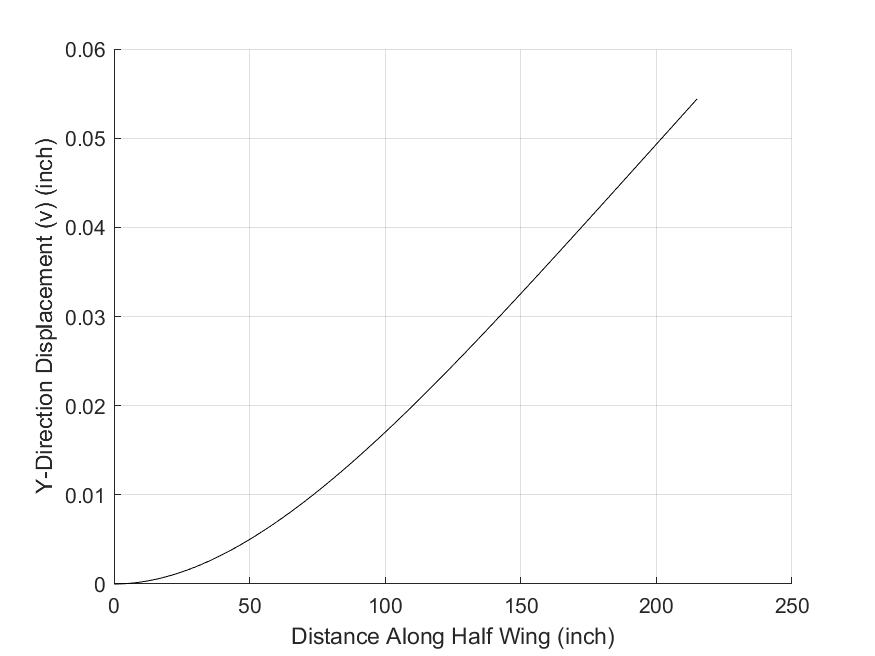 0.06
0.05
0.04
0.03
0.02
0.01
0
Y-Direction Displacement (v) (inch)
0 50 100 150 200 250
Distance Along Half Wing (inch)